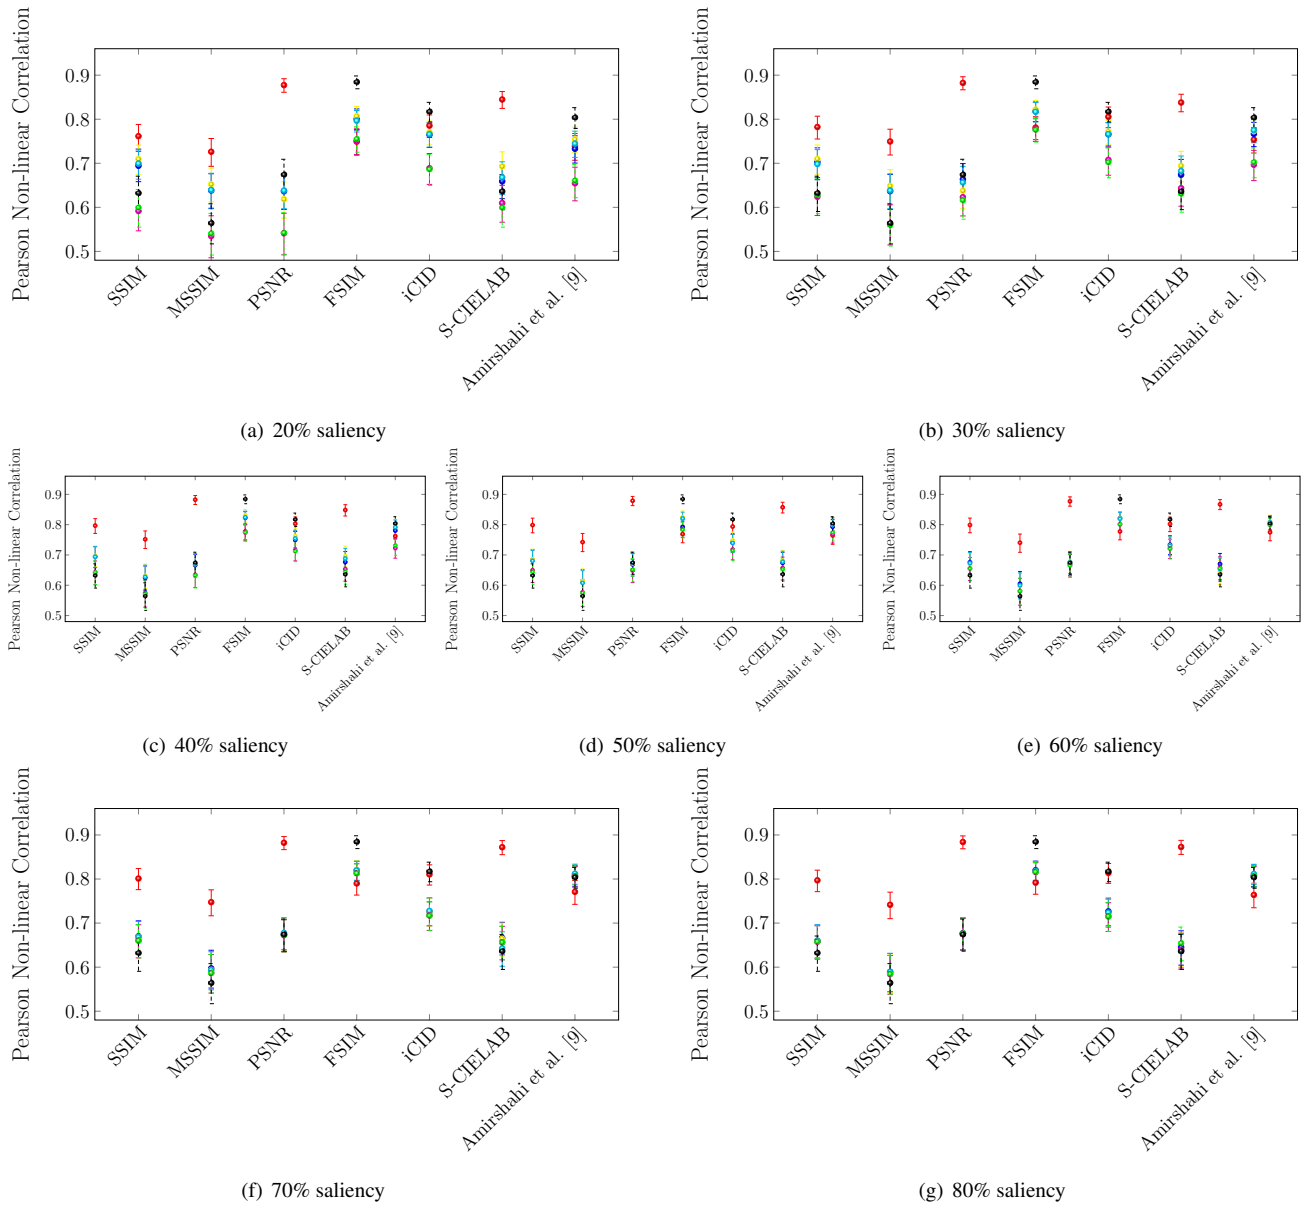 Pearson Non-linear Correlation
0.9
0.8
0.7
0.6
0.5
SSIM
MSSIM
PSNR
FSIM
iCID
S-CIELAB
Amirshahi et al. [9]
(a) 20% saliency
Pearson Non-linear Correlation
0.9
0.8
0.7
0.6
0.5
SSIM
MSSIM
PSNR
FSIM
iCID
S-CIELAB
Amirshahi et al. [9]
(b) 30% saliency
Pearson Non-linear Correlation
0.9
0.8
0.7
0.6
0.5
SSIM
MSSIM
PSNR
FSIM
iCID
S-CIELAB
Amirshahi et al. [9]
(c) 40% saliency
Pearson Non-linear Correlation
0.9
0.8
0.7
0.6
0.5
SSIM
MSSIM
PSNR
FSIM
iCID
S-CIELAB
Amirshahi et al. [9]
(d) 50% saliency
Pearson Non-linear Correlation
0.9
0.8
0.7
0.6
0.5
SSIM
MSSIM
PSNR
FSIM
iCID
S-CIELAB
Amirshahi et al. [9]
(e) 60% saliency
Pearson Non-linear Correlation
0.9
0.8
0.7
0.6
0.5
SSIM
MSSIM
PSNR
FSIM
iCID
S-CIELAB
Amirshahi et al. [9]
(f) 70% saliency
Pearson Non-linear Correlation
0.9
0.8
0.7
0.6
0.5
SSIM
MSSIM
PSNR
FSIM
iCID
S-CIELAB
Amirshahi et al. [9]
(g) 80% saliency